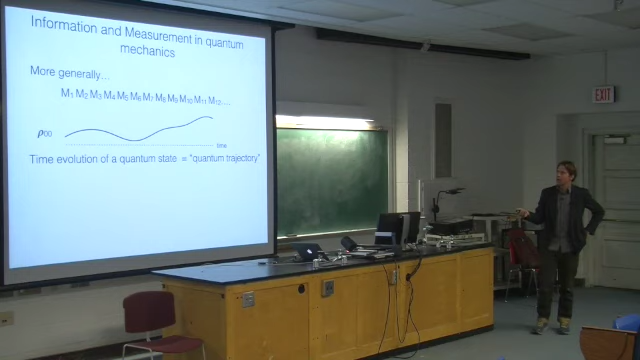 Information and Measurement in quantum
mechanics
More generally…
M1 M2 M3 M4 M5 M6 M7 M8 M9 M10 M11 M12….
ρ00
time
Time evolution of a quantum state = "quantum trajectory"
EXIT